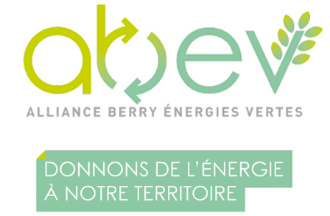 abev
ALLIANCE BERRY ÉNERGIES VERTES
DONNONS DE L'ÉNERGIE
À NOTRE TERRITOIRE